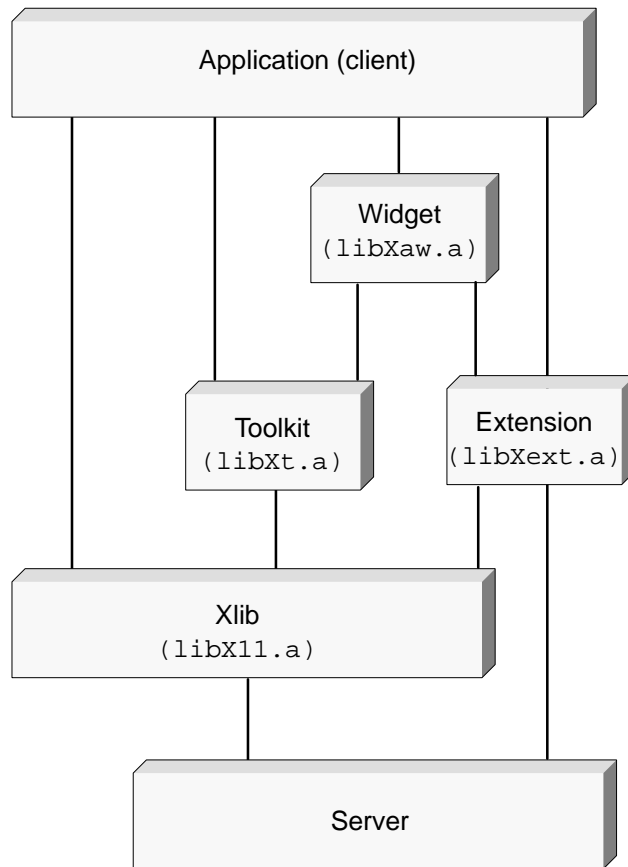 Application (client)
Widget
(libXaw.a)
Toolkit
(libXt.a)
Extension
(libXext.a)
Xlib
(libX11.a)
Server